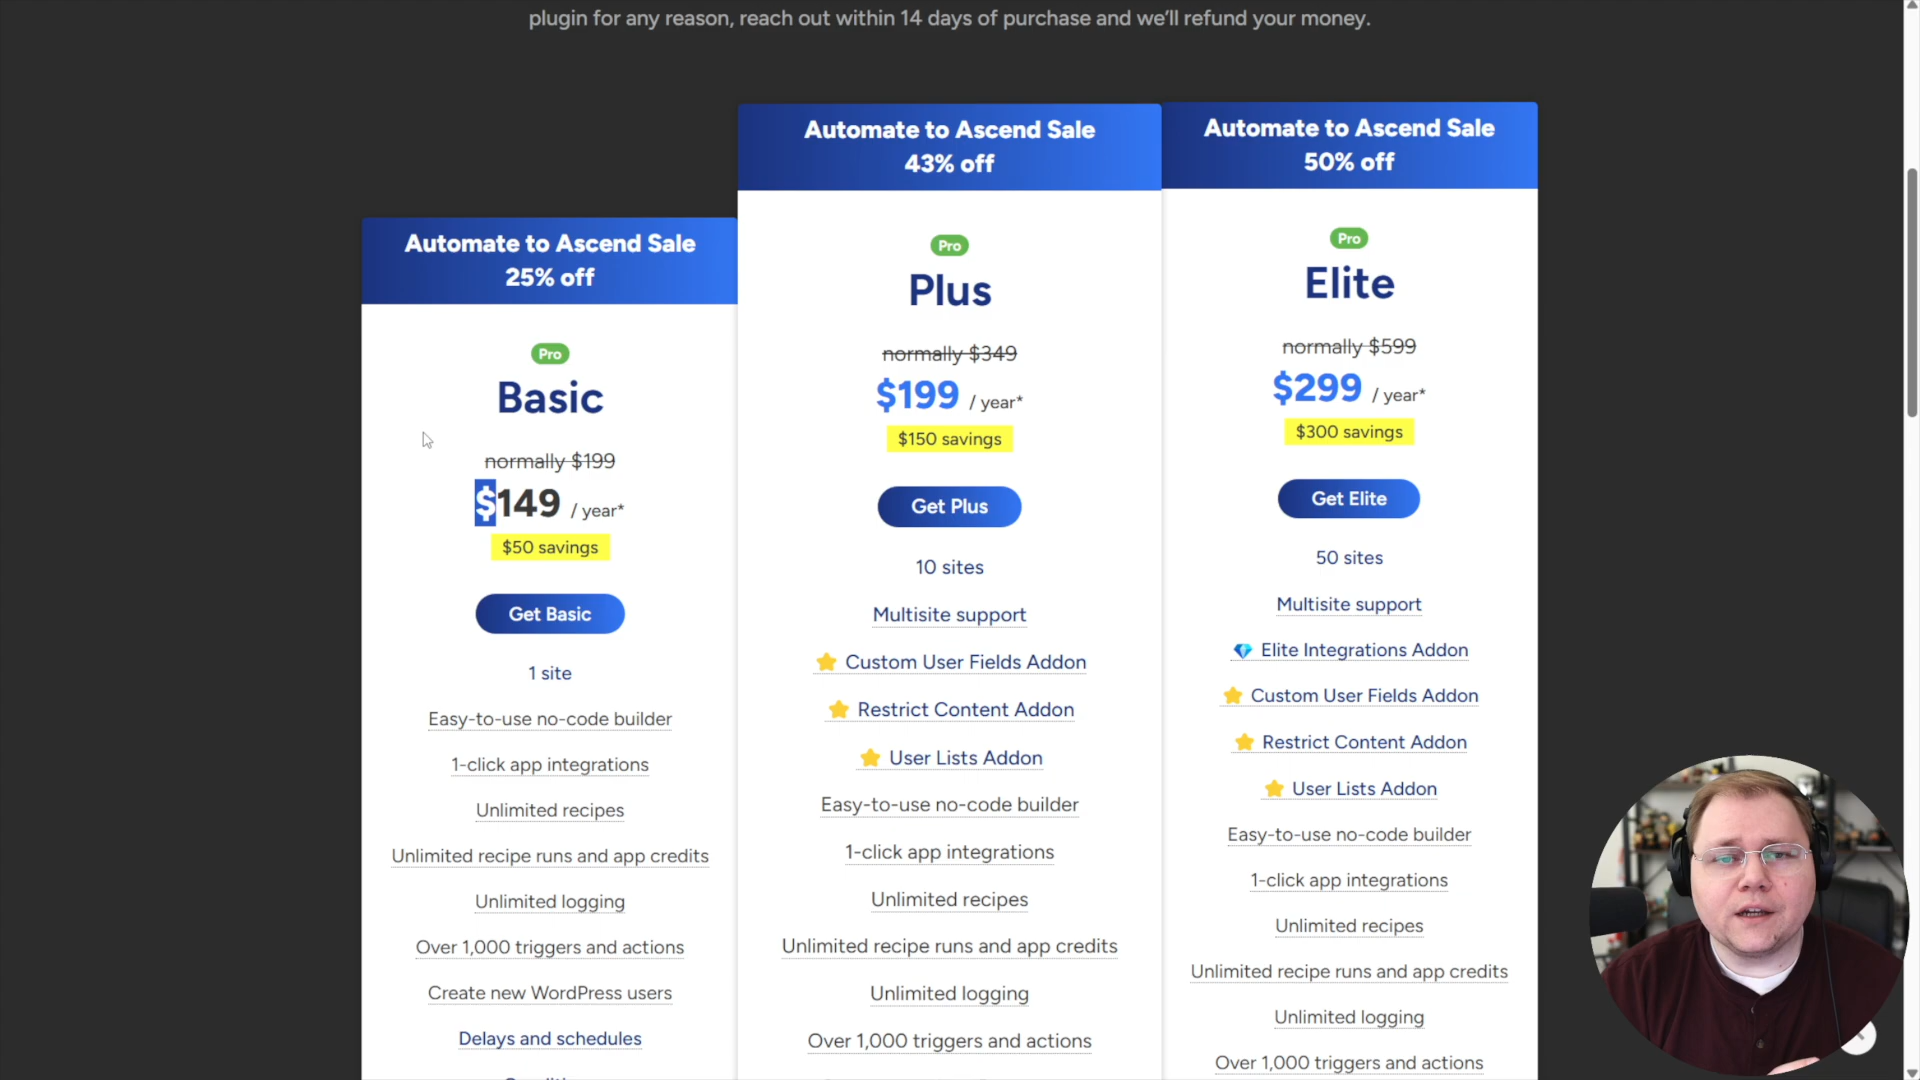 plugin for any reason, reach out within 14 days of purchase and we'll refund your money.
Automate to Ascend Sale
25% off
Pro
Basic
normally $199
$149 / year*
$50 savings
Get Basic
1 site
Easy-to-use no-code builder
1-click app integrations
Unlimited recipes
Unlimited recipe runs and app credits
Unlimited logging
Over 1,000 triggers and actions
Create new WordPress users
Delays and schedules
Automate to Ascend Sale
43% off
Pro
Plus
normally $349
$199 / year*
$150 savings
Get Plus
10 sites
Multisite support
Custom User Fields Addon
Restrict Content Addon
User Lists Addon
Easy-to-use no-code builder
1-click app integrations
Unlimited recipes
Unlimited recipe runs and app credits
Unlimited logging
Over 1,000 triggers and actions
Automate to Ascend Sale
50% off
Pro
Elite
normally $599
$299 / year*
$300 savings
Get Elite
50 sites
Multisite support
Elite Integrations Addon
Custom User Fields Addon
Restrict Content Addon
User Lists Addon
Easy-to-use no-code builder
1-click app integrations
Unlimited recipes
Unlimited recipe runs and app credits
Unlimited logging
Over 1,000 triggers and actions